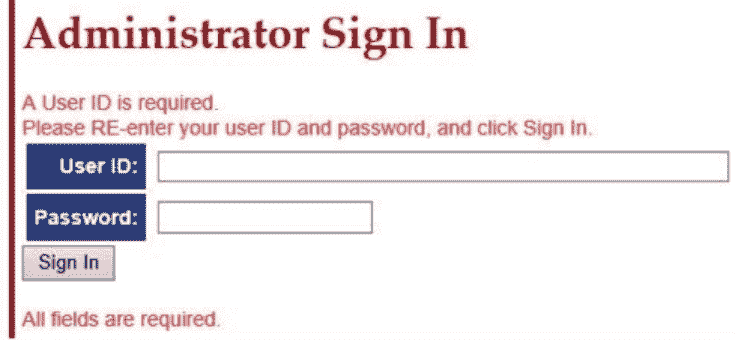 Administrator Sign In
A User ID is required.
Please RE-enter your user ID and password, and click Sign In.
User ID:
Password:
Sign In
All fields are required.